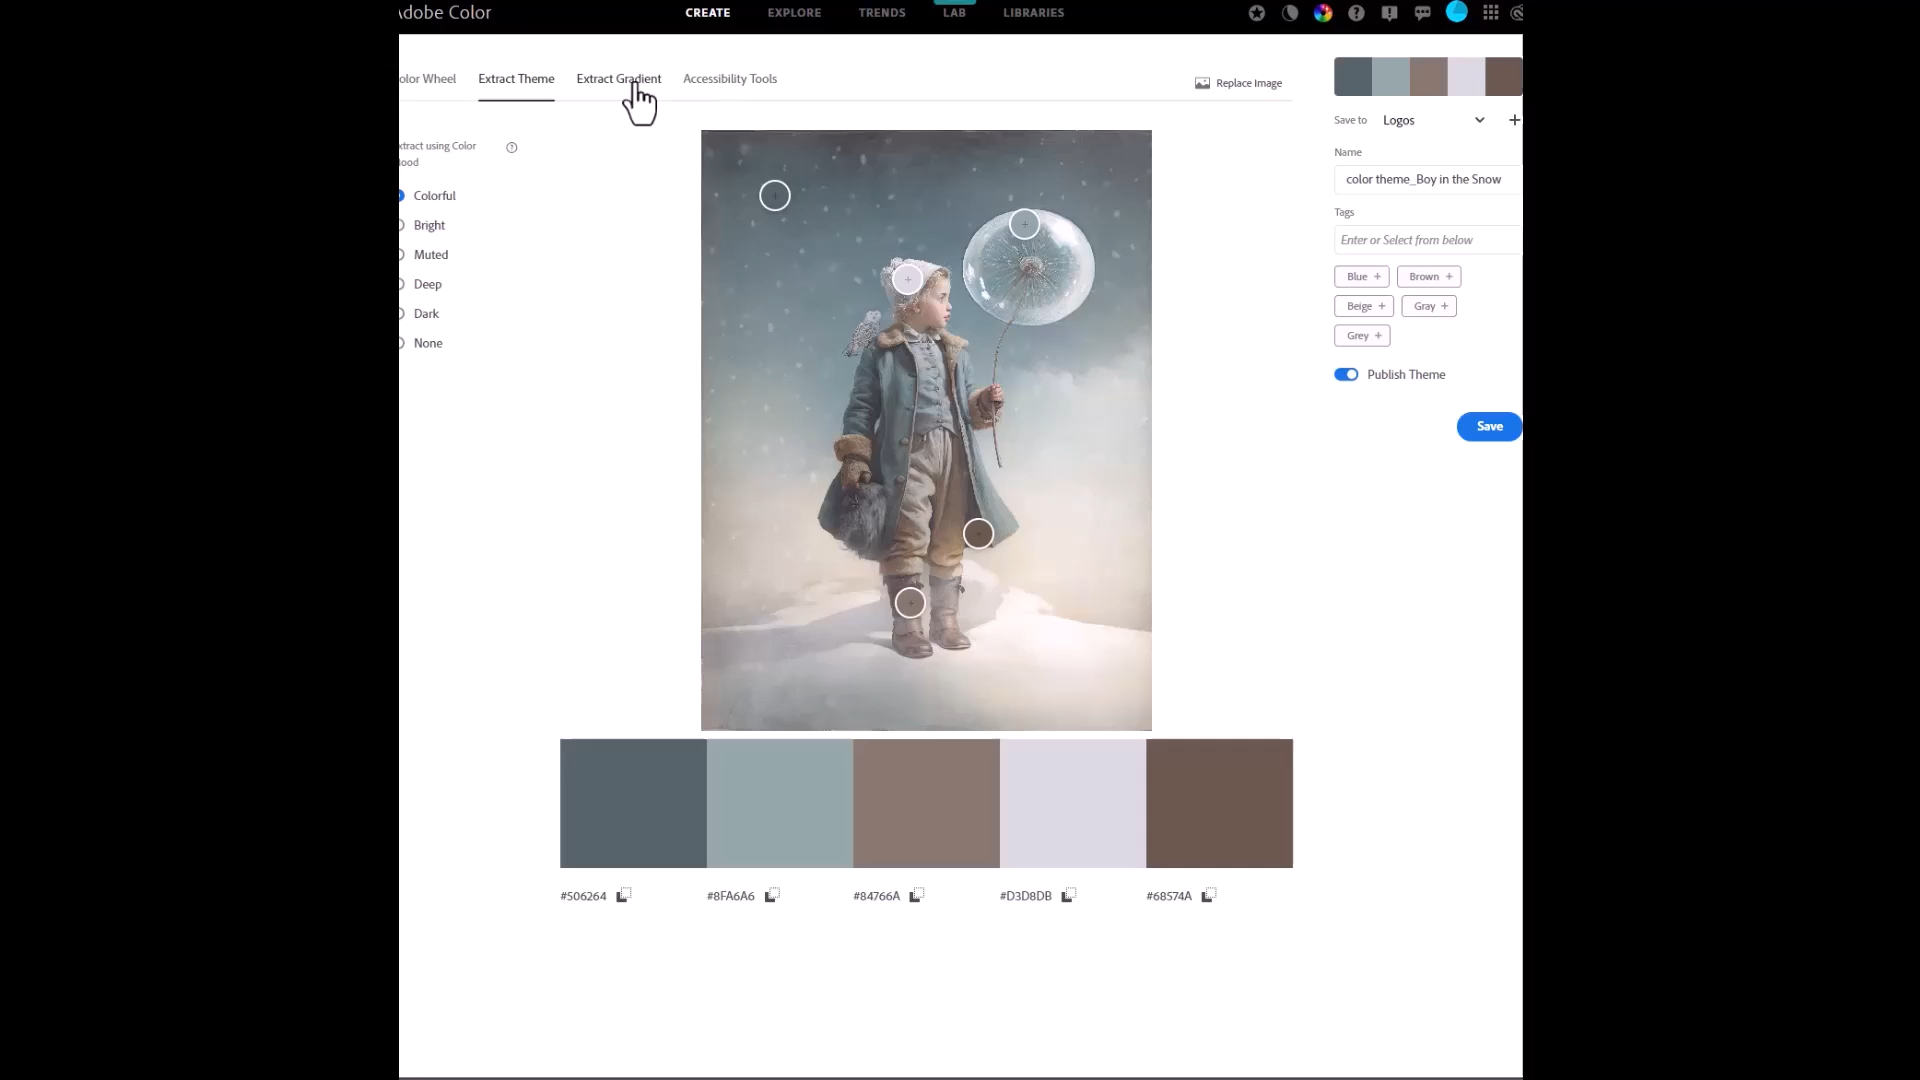 Adobe Color
CREATE
EXPLORE
TRENDS
LAB
LIBRARIES
olor Wheel
Extract Theme
Extract Gradient
Accessibility Tools
Replace Image
xtract using Color
lood
Colorful
Bright
Muted
Deep
Dark
None
Save to
Logos
Name
color theme_Boy in the Snow
Tags
Enter or Select from below
Blue +
Brown +
Beige +
Gray +
Grey +
Publish Theme
Save
#506264
#8FA6A6
#84766A
#D3D8DB
#68574A